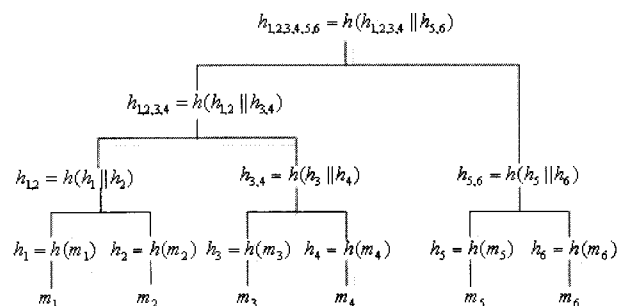 h_{1,2,3,4,5,6} = h(h_{1,2,3,4} || h_{5,6})
h_{1,2,3,4} = h(h_{1,2} || h_{3,4})
h_{1,2} = h(h_1 || h_2) h_{3,4} = h(h_3 || h_4) h_{5,6} = h(h_5 || h_6)
h_1 = h(m_1) h_2 = h(m_2) h_3 = h(m_3) h_4 = h(m_4) h_5 = h(m_5) h_6 = h(m_6)
m_1 m_2 m_3 m_4 m_5 m_6